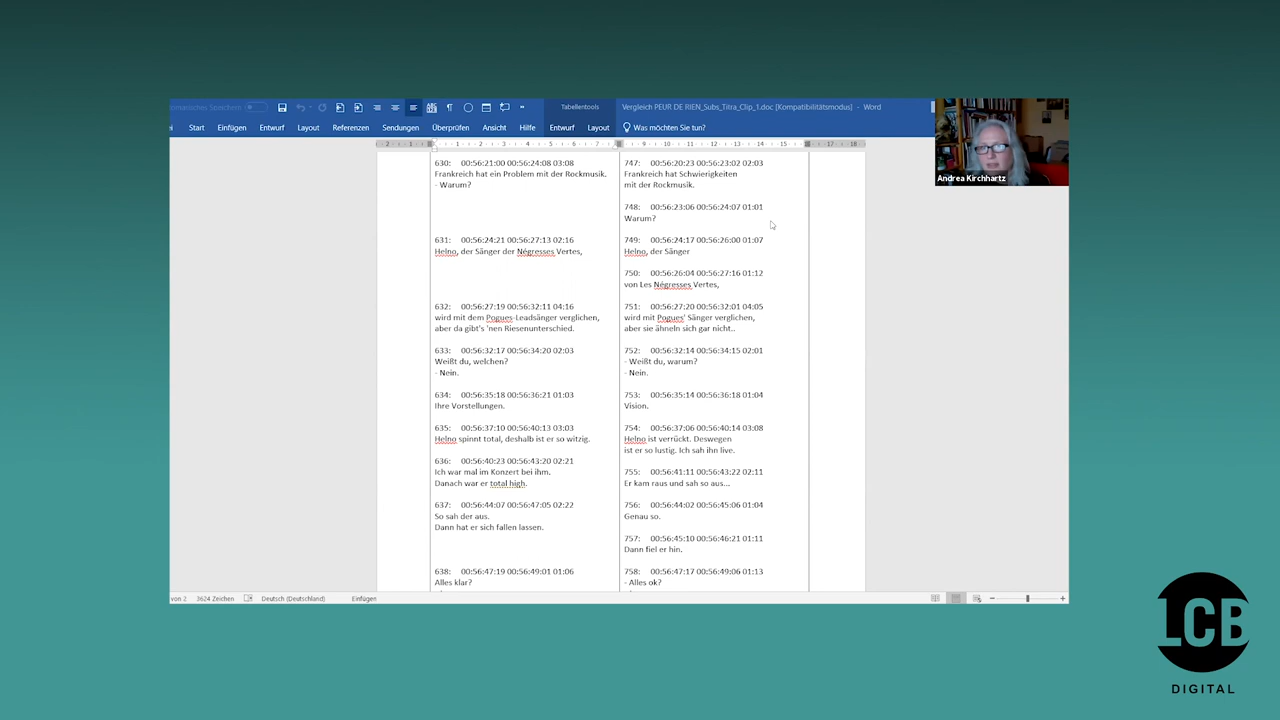 Vergleich PEUR DE RIEN_Subs_Titra_Clip_1.doc [Kompatibilitätsmodus] - Word
Tabellentools
Start Einfügen Entwurf Layout Referenzen Sendungen Überprüfen Ansicht Hilfe Entwurf Layout Was möchten Sie tun?
Andrea Kirchhartz
630: 00:56:21:00 00:56:24:08 03:08
Frankreich hat ein Problem mit der Rockmusik.
- Warum?
631: 00:56:24:21 00:56:27:13 02:16
Helno, der Sänger der Négresses Vertes,
632: 00:56:27:19 00:56:32:11 04:16
wird mit dem Pogues-Leadsänger verglichen,
aber da gibt's 'nen Riesenunterschied.
633: 00:56:32:17 00:56:34:20 02:03
Weißt du, welchen?
- Nein.
634: 00:56:35:18 00:56:36:21 01:03
Ihre Vorstellungen.
635: 00:56:37:10 00:56:40:13 03:03
Helno spinnt total, deshalb ist er so witzig.
636: 00:56:40:23 00:56:43:20 02:21
Ich war mal im Konzert bei ihm.
Danach war er total high.
637: 00:56:44:07 00:56:47:05 02:22
So sah der aus.
Dann hat er sich fallen lassen.
638: 00:56:47:19 00:56:49:01 01:06
Alles klar?
747: 00:56:20:23 00:56:23:02 02:03
Frankreich hat Schwierigkeiten
mit der Rockmusik.
748: 00:56:23:06 00:56:24:07 01:01
Warum?
749: 00:56:24:17 00:56:26:00 01:07
Helno, der Sänger
750: 00:56:26:04 00:56:27:16 01:12
von Les Négresses Vertes,
751: 00:56:27:20 00:56:32:01 04:05
wird mit Pogues' Sänger verglichen,
aber sie ähneln sich gar nicht..
752: 00:56:32:14 00:56:34:15 02:01
- Weißt du, warum?
- Nein.
753: 00:56:35:14 00:56:36:18 01:04
Vision.
754: 00:56:37:06 00:56:40:14 03:08
Helno ist verrückt. Deswegen
ist er so lustig. Ich sah ihn live.
755: 00:56:41:11 00:56:43:22 02:11
Er kam raus und sah so aus...
756: 00:56:44:02 00:56:45:06 01:04
Genau so.
757: 00:56:45:10 00:56:46:21 01:11
Dann fiel er hin.
758: 00:56:47:17 00:56:49:06 01:13
- Alles ok?
von 2 3624 Zeichen Deutsch (Deutschland) Einfügen
LCB
DIGITAL